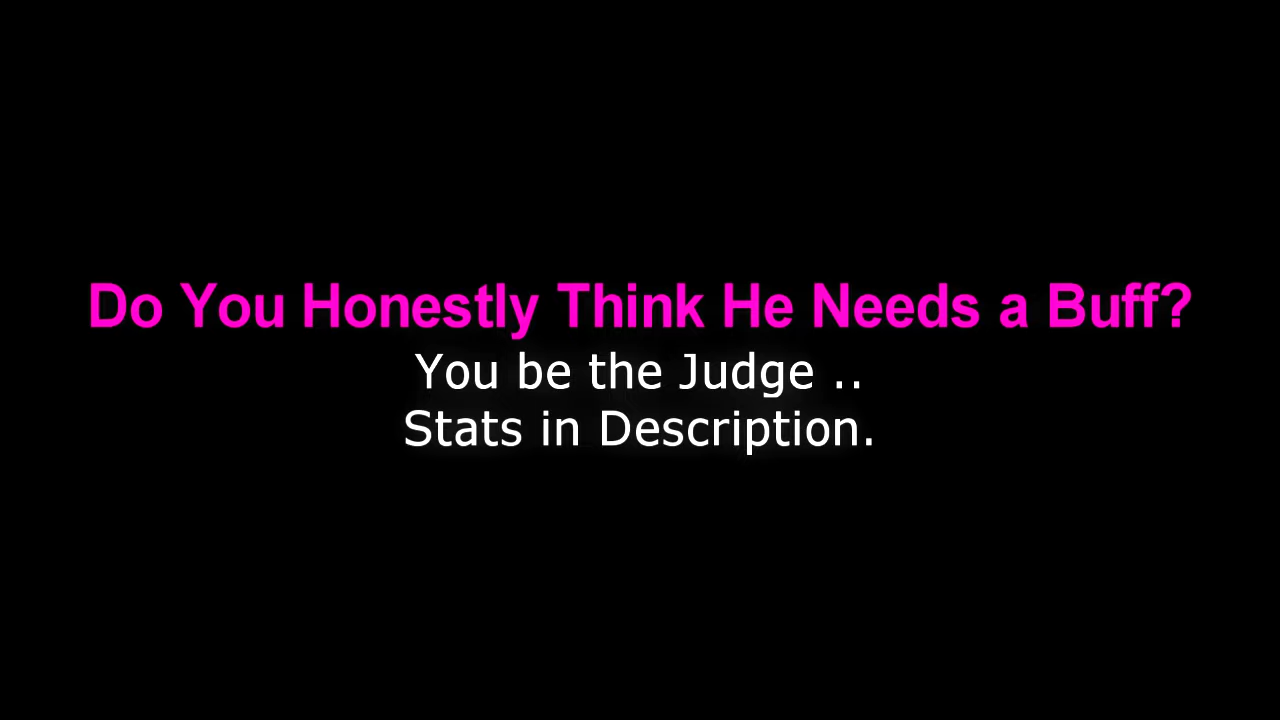 Do You Honestly Think He Needs a Buff?
You be the Judge ..
Stats in Description.